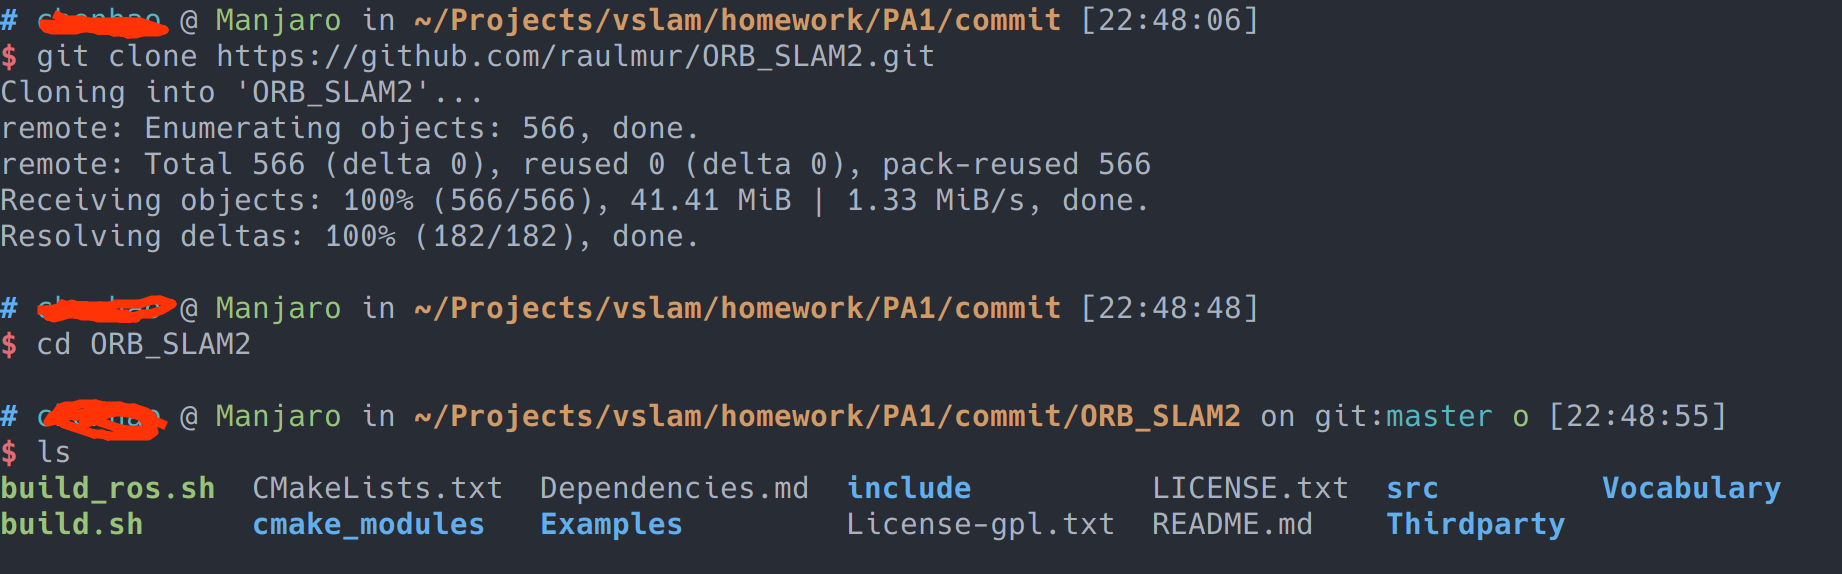 # @ Manjaro in ~/Projects/vslam/homework/PA1/commit [22:48:06]
$ git clone https://github.com/raulmur/ORB_SLAM2.git
Cloning into 'ORB_SLAM2'...
remote: Enumerating objects: 566, done.
remote: Total 566 (delta 0), reused 0 (delta 0), pack-reused 566
Receiving objects: 100% (566/566), 41.41 MiB | 1.33 MiB/s, done.
Resolving deltas: 100% (182/182), done.
# @ Manjaro in ~/Projects/vslam/homework/PA1/commit [22:48:48]
$ cd ORB_SLAM2
# @ Manjaro in ~/Projects/vslam/homework/PA1/commit/ORB_SLAM2 on git:master o [22:48:55]
$ ls
build_ros.sh CMakeLists.txt Dependencies.md include LICENSE.txt src Vocabulary
build.sh cmake_modules Examples License-gpl.txt README.md Thirdparty